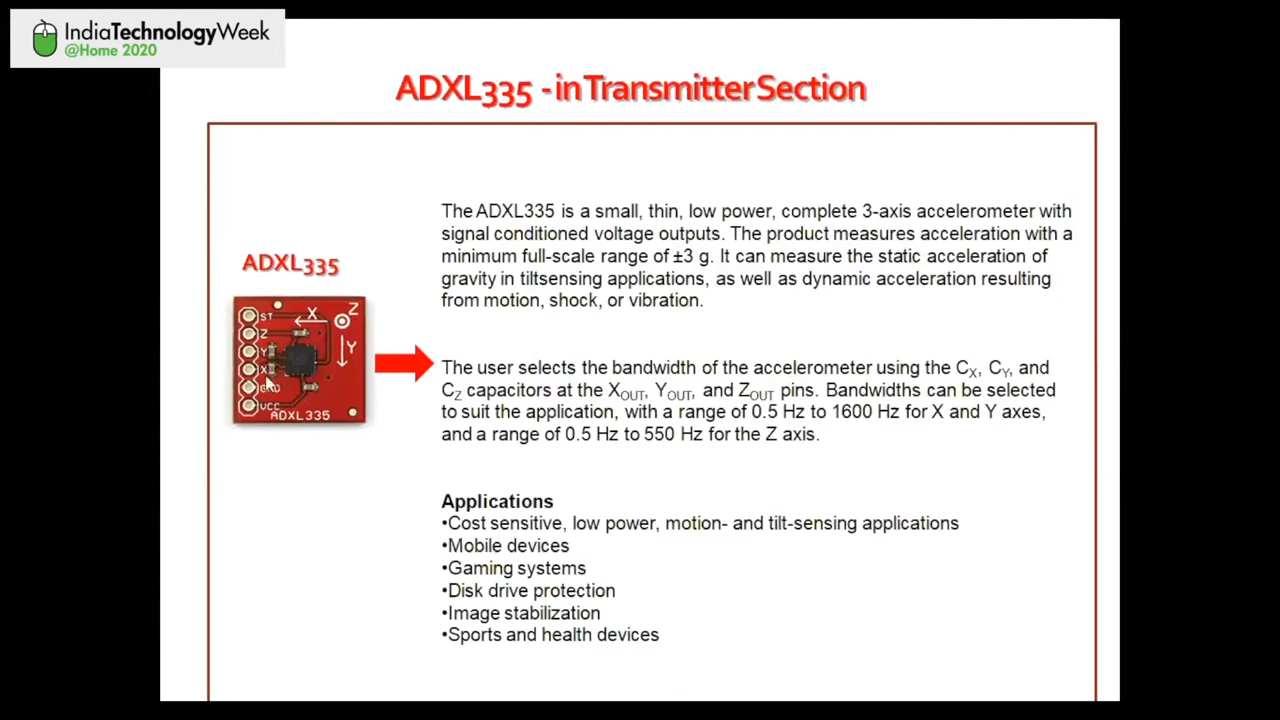 IndiaTechnologyWeek
@Home 2020
ADXL335 - in Transmitter Section
The ADXL335 is a small, thin, low power, complete 3-axis accelerometer with
signal conditioned voltage outputs. The product measures acceleration with a
minimum full-scale range of ±3 g. It can measure the static acceleration of
gravity in tiltsensing applications, as well as dynamic acceleration resulting
from motion, shock, or vibration.
ADXL335
ST
Z
Y
X
GND
VCC
X
Z
Y
ADXL335
The user selects the bandwidth of the accelerometer using the CX, CY, and
CZ capacitors at the XOUT, YOUT, and ZOUT pins. Bandwidths can be selected
to suit the application, with a range of 0.5 Hz to 1600 Hz for X and Y axes,
and a range of 0.5 Hz to 550 Hz for the Z axis.
Applications
•Cost sensitive, low power, motion- and tilt-sensing applications
•Mobile devices
•Gaming systems
•Disk drive protection
•Image stabilization
•Sports and health devices